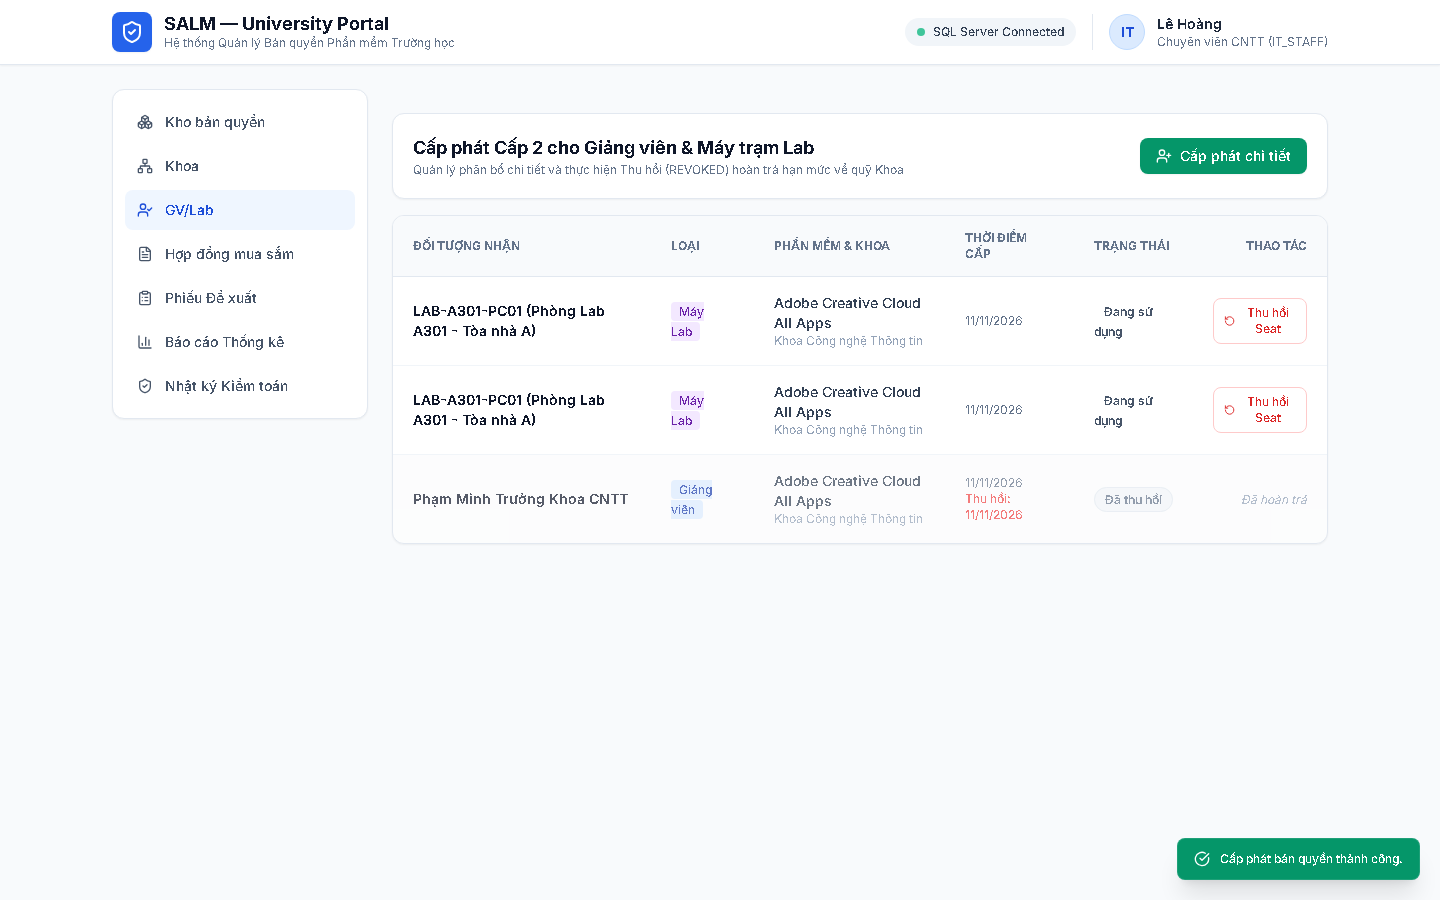 SALM — University Portal
Hệ thống Quản lý Bản quyền Phần mềm Trường học
SQL Server Connected
IT
Lê Hoàng
Chuyên viên CNTT (IT_STAFF)
Kho bản quyền
Khoa
GV/Lab
Hợp đồng mua sắm
Phiếu Đề xuất
Báo cáo Thống kê
Nhật ký Kiểm toán
Cấp phát Cấp 2 cho Giảng viên & Máy trạm Lab
Quản lý phân bổ chi tiết và thực hiện Thu hồi (REVOKED) hoàn trả hạn mức về quỹ Khoa
Cấp phát chi tiết
ĐỐI TƯỢNG NHẬN
LOẠI
PHẦN MỀM & KHOA
THỜI ĐIỂM
CẤP
TRẠNG THÁI
THAO TÁC
LAB-A301-PC01 (Phòng Lab
A301 - Tòa nhà A)
Máy
Lab
Adobe Creative Cloud
All Apps
Khoa Công nghệ Thông tin
11/11/2026
Đang sử
dụng
Thu hồi
Seat
LAB-A301-PC01 (Phòng Lab
A301 - Tòa nhà A)
Máy
Lab
Adobe Creative Cloud
All Apps
Khoa Công nghệ Thông tin
11/11/2026
Đang sử
dụng
Thu hồi
Seat
Phạm Minh Trưởng Khoa CNTT
Giảng
viên
Adobe Creative Cloud
All Apps
Khoa Công nghệ Thông tin
11/11/2026
Thu hồi:
11/11/2026
Đã thu hồi
Đã hoàn trả
Cấp phát bản quyền thành công.